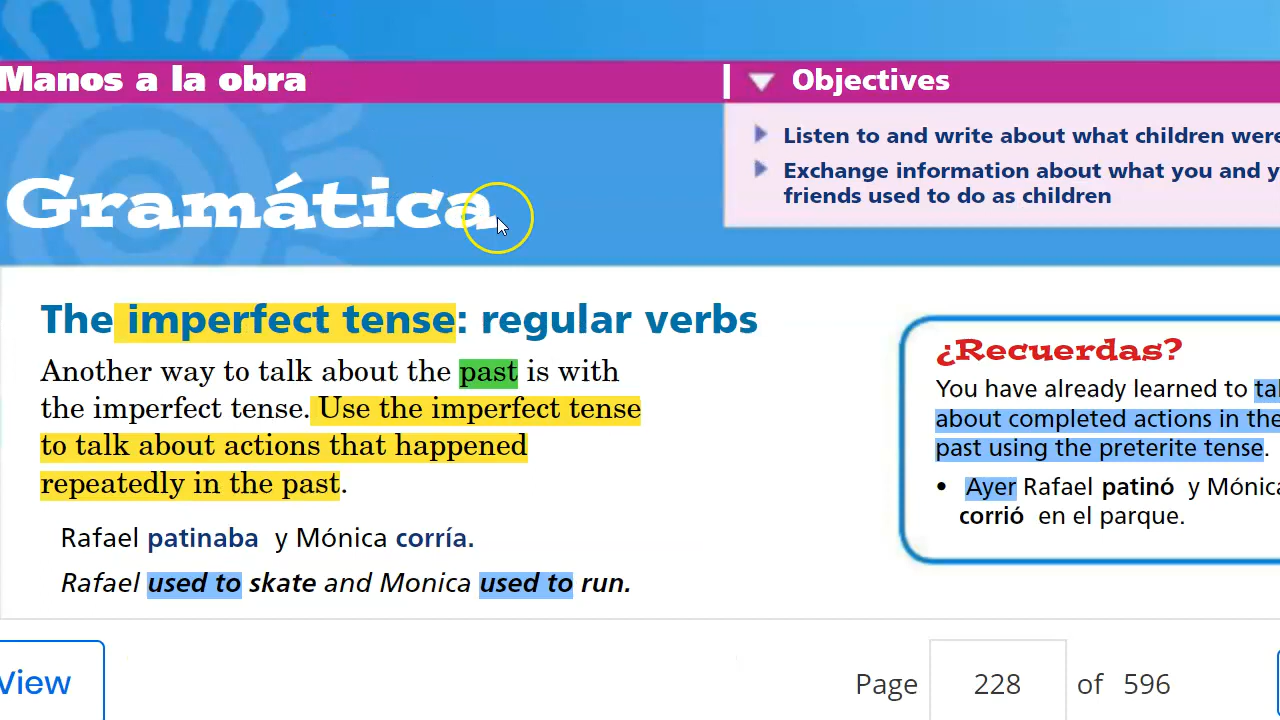 Manos a la obra
Objectives
Listen to and write about what children were
Exchange information about what you and y
friends used to do as children
Gramática
The imperfect tense: regular verbs
Another way to talk about the past is with
the imperfect tense. Use the imperfect tense
to talk about actions that happened
repeatedly in the past.
Rafael patinaba y Mónica corría.
Rafael used to skate and Monica used to run.
¿Recuerdas?
You have already learned to tal
about completed actions in the
past using the preterite tense.
• Ayer Rafael patinó y Mónica
corrió en el parque.
View
Page 228 of 596